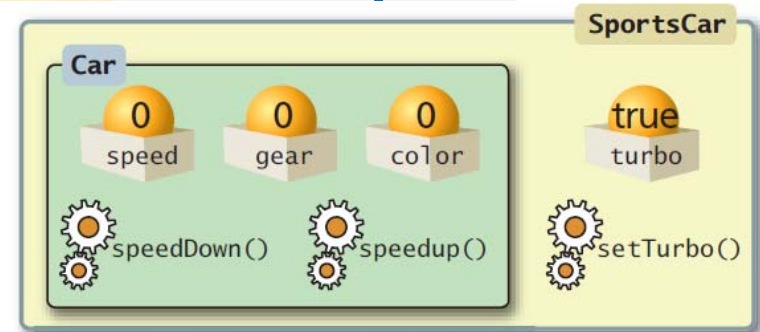 SportsCar
Car
0 0 0 true
speed gear color turbo
speedDown() speedup() setTurbo()